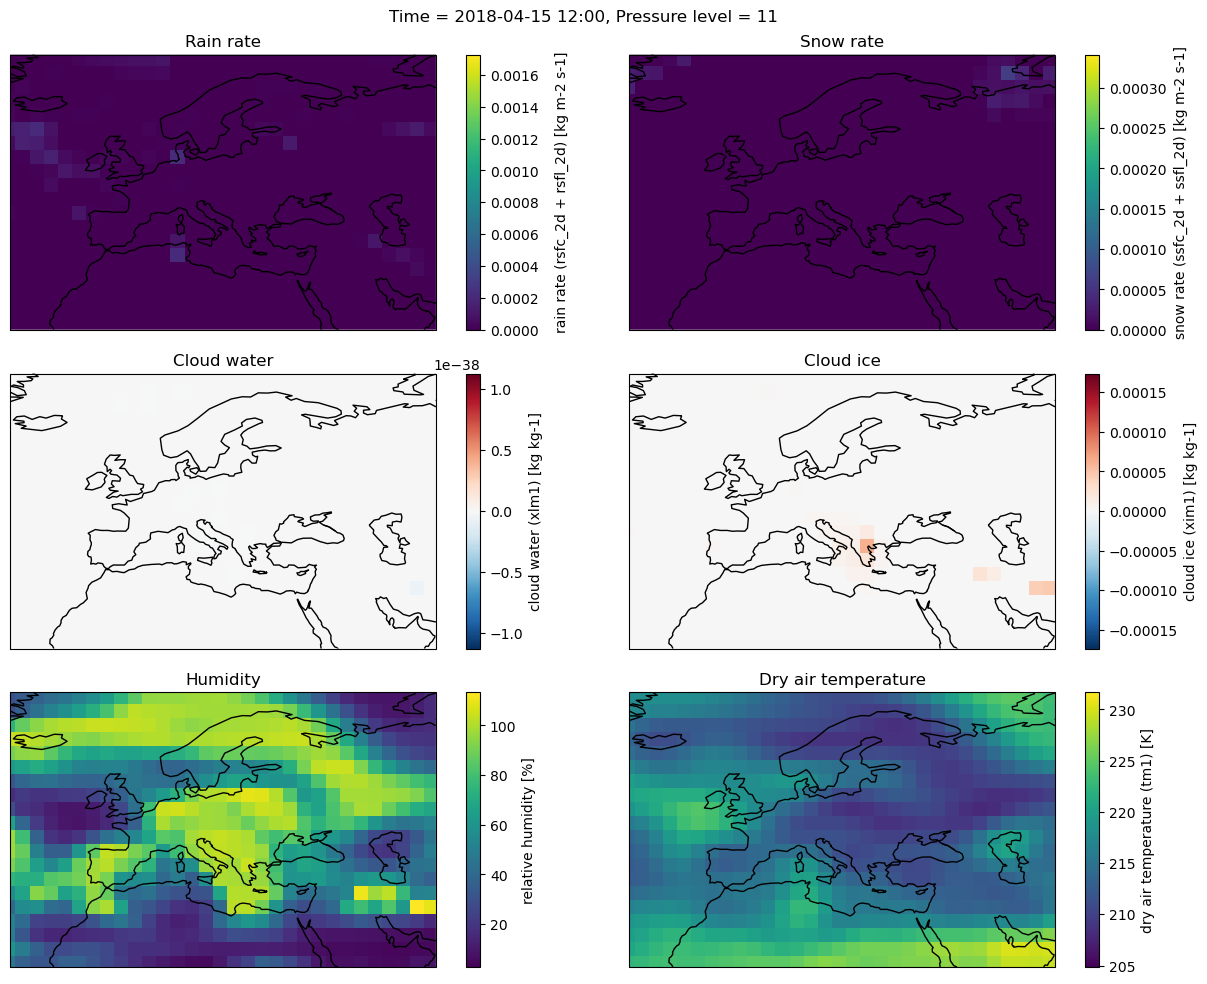 Time = 2018-04-15 12:00, Pressure level = 11
Rain rate
0.0016
0.0014
0.0012
0.0010
0.0008
0.0006
0.0004
0.0002
0.0000
rain rate (rsfc_2d + rsfl_2d) [kg m-2 s-1]
Snow rate
0.00030
0.00025
0.00020
0.00015
0.00010
0.00005
0.00000
snow rate (ssfc_2d + ssfl_2d) [kg m-2 s-1]
Cloud water
1e−38
1.0
0.5
0.0
−0.5
−1.0
cloud water (xlm1) [kg kg-1]
Cloud ice
0.00015
0.00010
0.00005
0.00000
−0.00005
−0.00010
−0.00015
cloud ice (xim1) [kg kg-1]
Humidity
100
80
60
40
20
relative humidity [%]
Dry air temperature
230
225
220
215
210
205
dry air temperature (tm1) [K]